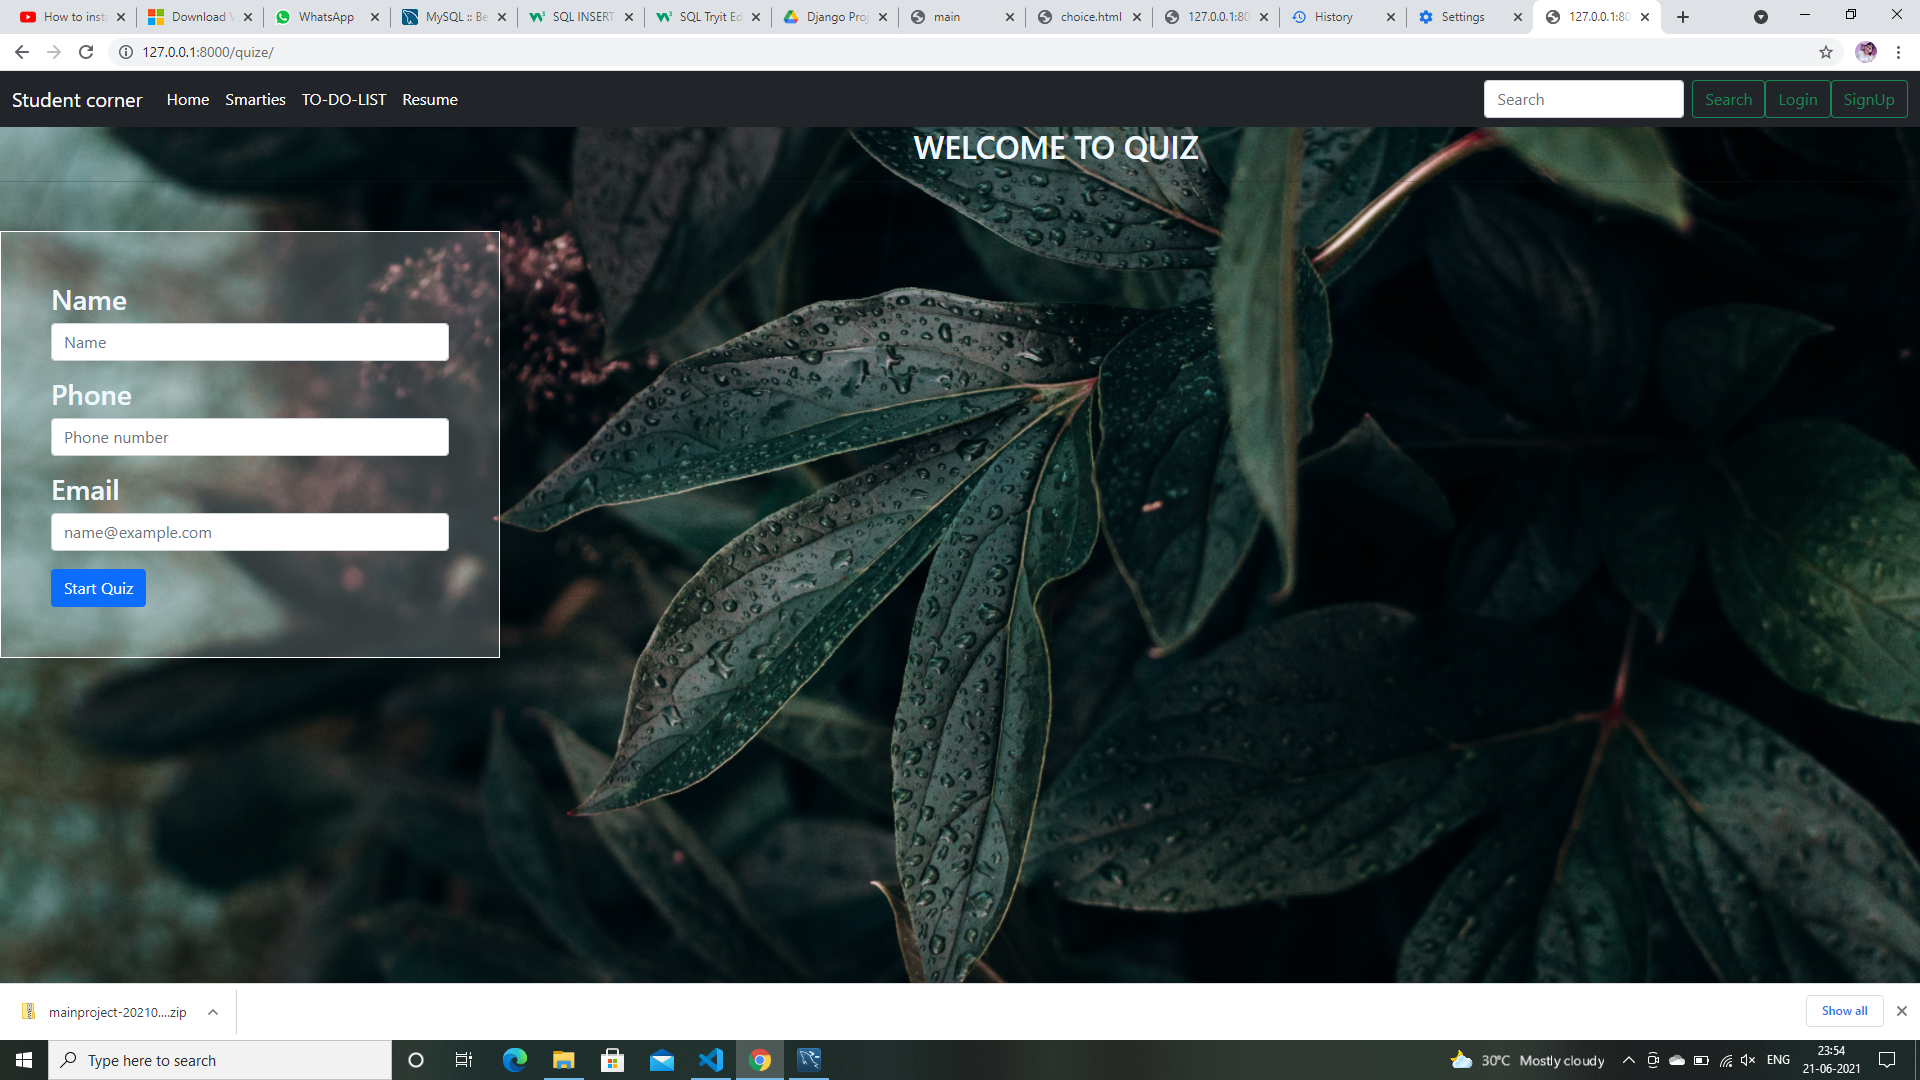 How to inst
Download V
WhatsApp
MySQL :: Be
SQL INSERT
SQL Tryit Ed
Django Proj
main
choice.html
127.0.0.1:80
History
Settings
127.0.0.1:80
127.0.0.1:8000/quize/
Student corner Home Smarties TO-DO-LIST Resume Search Search Login SignUp
WELCOME TO QUIZ
Name
Name
Phone
Phone number
Email
name@example.com
Start Quiz
mainproject-20210....zip
Show all
Type here to search
30°C Mostly cloudy
ENG
23:54
21-06-2021